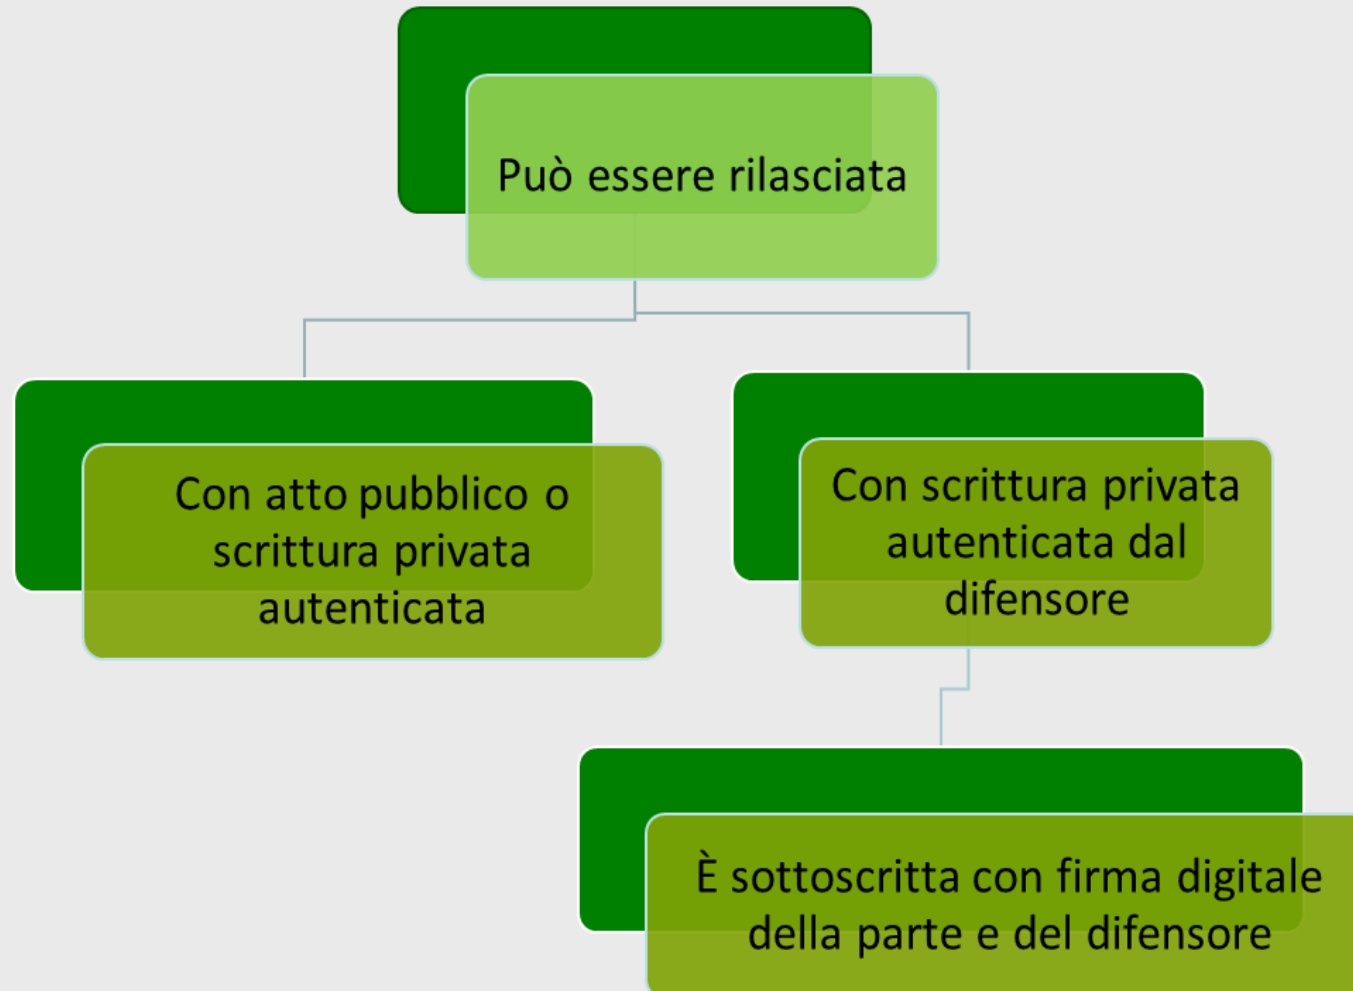 Può essere rilasciata
Con atto pubblico o
scrittura privata
autenticata
Con scrittura privata
autenticata dal
difensore
È sottoscritta con firma digitale
della parte e del difensore